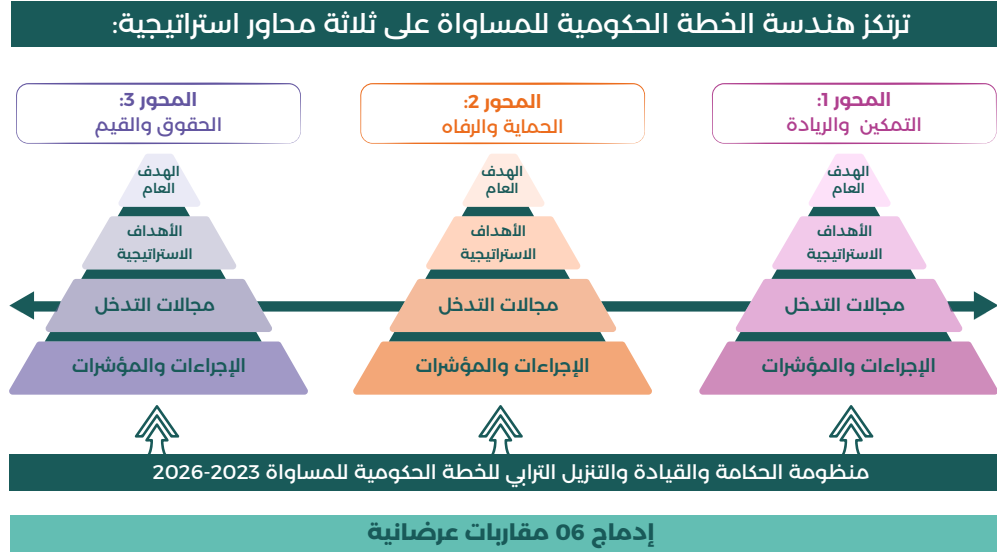 ترتكز هندسة الخطة الحكومية للمساواة على ثلاثة محاور استراتيجية:
المحور 1:
التمكين والريادة
الهدف
العام
الأهداف
الاستراتيجية
مجالات التدخل
الإجراءات والمؤشرات
المحور 2:
الحماية والرفاه
الهدف
العام
الأهداف
الاستراتيجية
مجالات التدخل
الإجراءات والمؤشرات
المحور 3:
الحقوق والقيم
الهدف
العام
الأهداف
الاستراتيجية
مجالات التدخل
الإجراءات والمؤشرات
منظومة الحكامة والقيادة والتنزيل الترابي للخطة الحكومية للمساواة 2023-2026
إدماج 06 مقاربات عرضانية